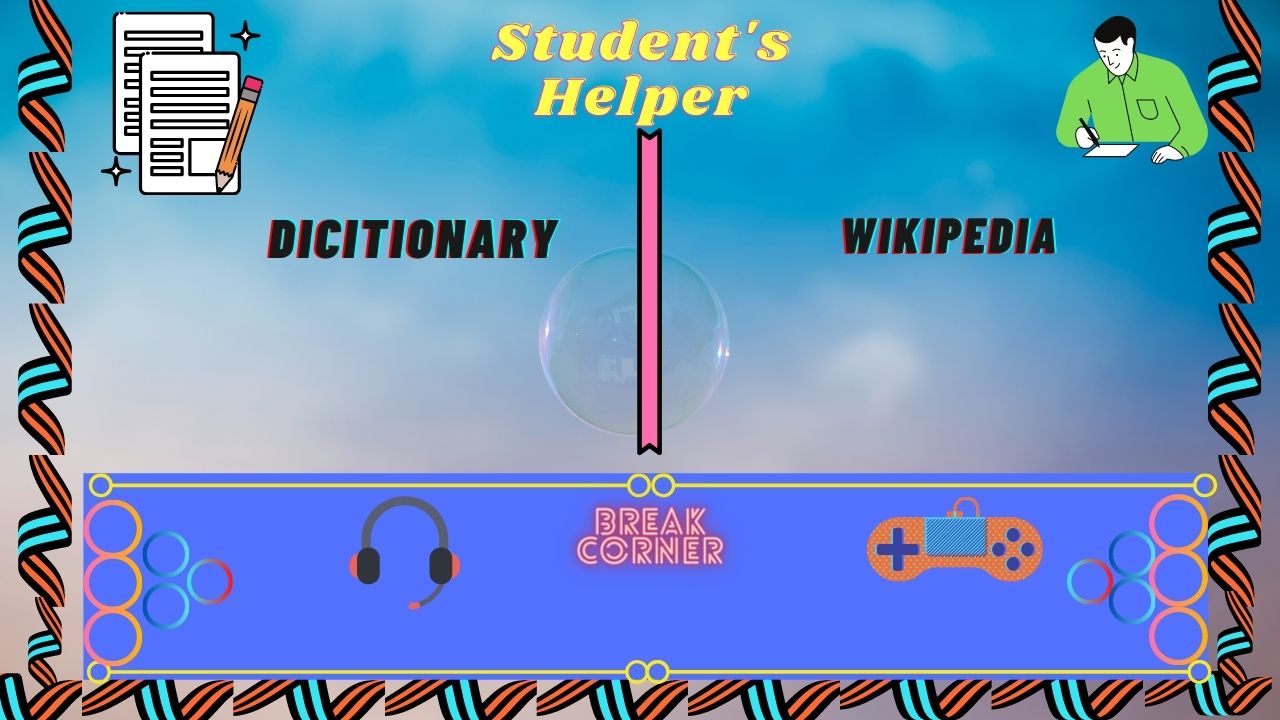 Student's
Helper
DICITIONARY
WIKIPEDIA
BREAK
CORNER